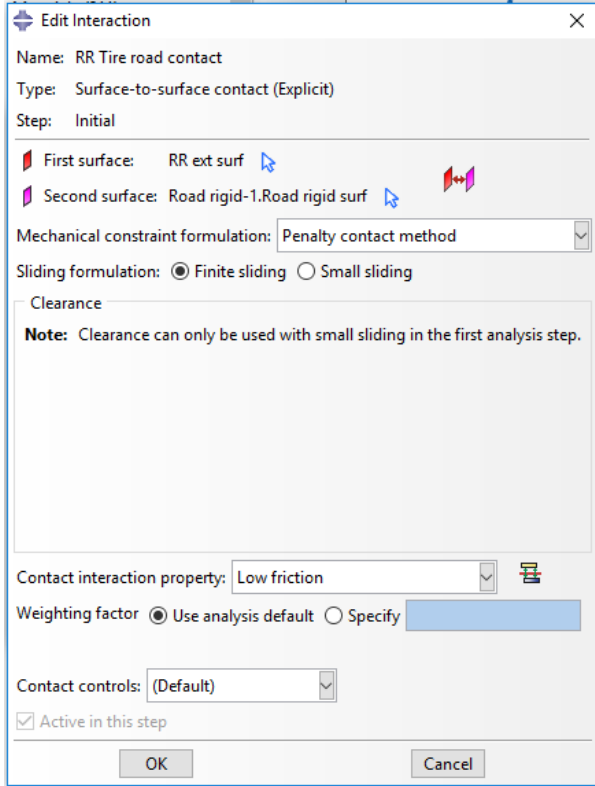 Edit Interaction
Name: RR Tire road contact
Type: Surface-to-surface contact (Explicit)
Step: Initial
First surface: RR ext surf
Second surface: Road rigid-1.Road rigid surf
Mechanical constraint formulation: Penalty contact method
Sliding formulation: Finite sliding Small sliding
Clearance
Note: Clearance can only be used with small sliding in the first analysis step.
Contact interaction property: Low friction
Weighting factor Use analysis default Specify
Contact controls: (Default)
Active in this step
OK Cancel